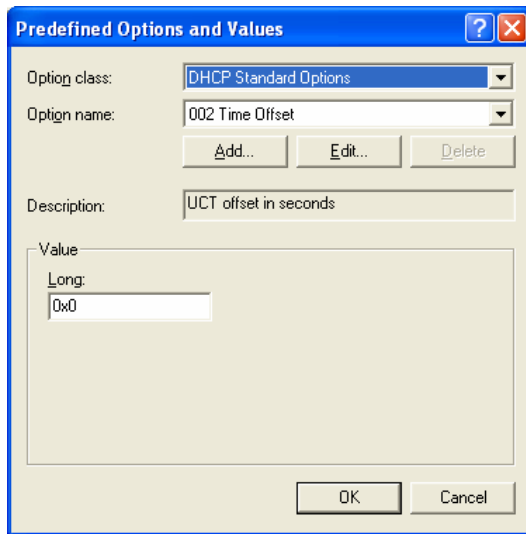 Predefined Options and Values
Option class: DHCP Standard Options
Option name: 002 Time Offset
Add... Edit... Delete
Description: UCT offset in seconds
Value
Long:
0x0
OK Cancel